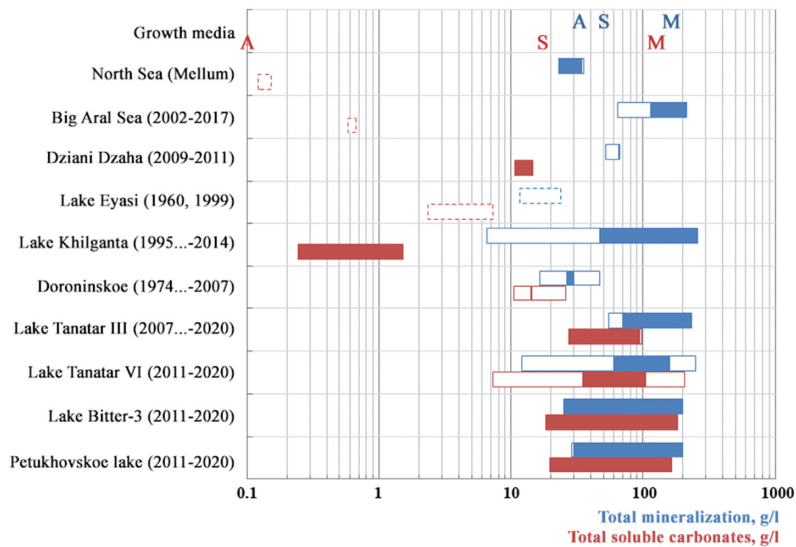 Growth media
A S M
A S M
North Sea (Mellum)
Big Aral Sea (2002-2017)
Dziani Dzaha (2009-2011)
Lake Eyasi (1960, 1999)
Lake Khilganta (1995...-2014)
Doroninskoe (1974...-2007)
Lake Tanatar III (2007...-2020)
Lake Tanatar VI (2011-2020)
Lake Bitter-3 (2011-2020)
Petukhovskoe lake (2011-2020)
0.1 1 10 100 1000
Total mineralization, g/l
Total soluble carbonates, g/l